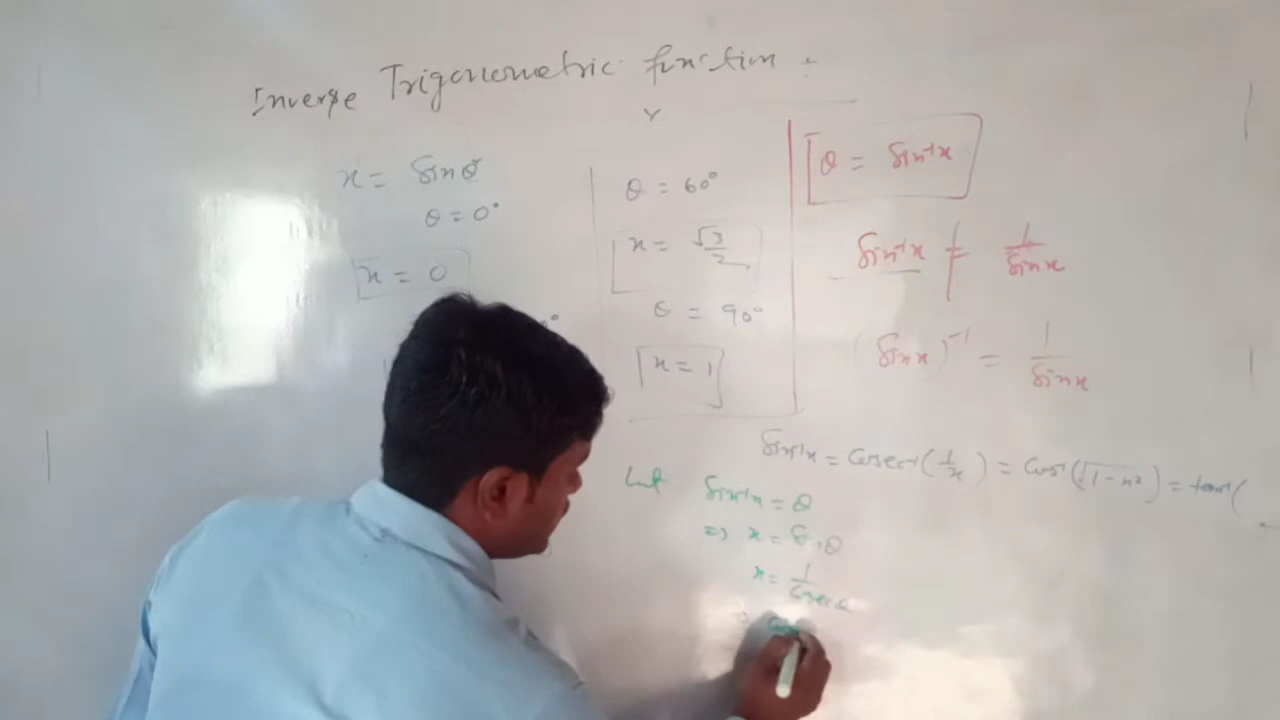 Inverse Trigonometric function :
x = Sinθ
θ = 0°
x = 0
θ = 60°
x = √3/2
θ = 90°
x = 1
θ = Sin⁻¹x
Sin⁻¹x ≠ 1/Sinx
(Sinx)⁻¹ = 1/Sinx
Sin⁻¹x = Cosec⁻¹(1/x) = Cos⁻¹(√1-x²) = tan⁻¹(
Let Sin⁻¹x = θ
=> x = Sinθ
x = 1/Cosec